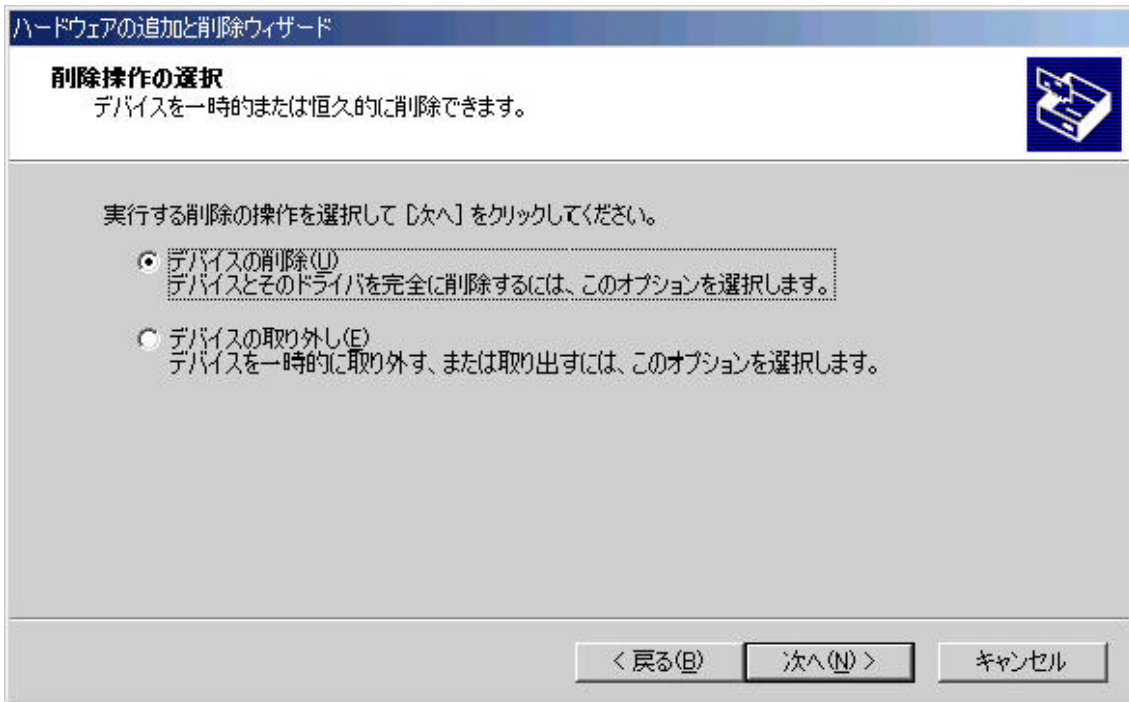 ハードウェアの追加と削除ウィザード
削除操作の選択
デバイスを一時的または恒久的に削除できます。
実行する削除の操作を選択して [次へ] をクリックしてください。
デバイスの削除(U)
デバイスとそのドライバを完全に削除するには、このオプションを選択します。
デバイスの取り外し(E)
デバイスを一時的に取り外す、または取り出すには、このオプションを選択します。
< 戻る(B) 次へ(N) > キャンセル